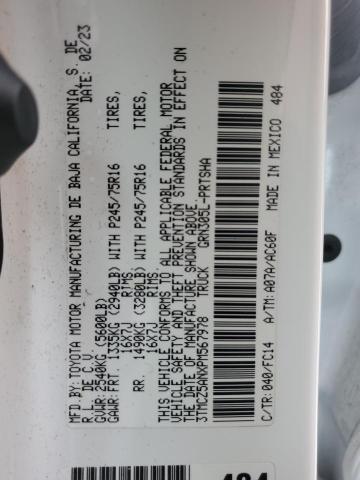 MFD BY:TOYOTA MOTOR MANUFACTURING DE BAJA CALIFORNIA, S. DE
R.L. DE C.V. DATE: 02/23
GVWR:2540KG (5600LB)
GAWR:FRT. 1335KG (2940LB) WITH P245/75R16 TIRES,
16X7J RIMS.
RR. 1490KG (3280LB) WITH P245/75R16 TIRES,
16X7J RIMS.
THIS VEHICLE CONFORMS TO ALL APPLICABLE FEDERAL MOTOR
VEHICLE SAFETY AND THEFT PREVENTION STANDARDS IN EFFECT ON
THE DATE OF MANUFACTURE SHOWN ABOVE.
3TMCZ5ANXPM567978 TRUCK GRN305L-PRTSHA
484
C/TR:040/FC14 A/TM:A07A/AC60F MADE IN MEXICO
484